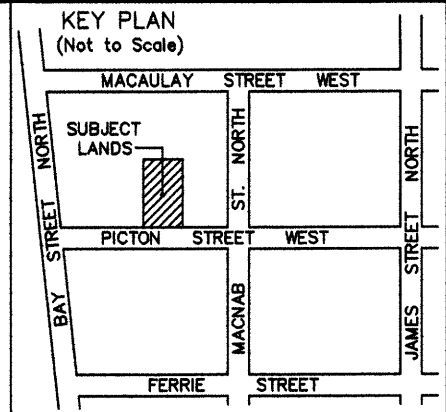 KEY PLAN
(Not to Scale)
MACAULAY STREET WEST
SUBJECT
LANDS
BAY STREET NORTH
MACNAB ST. NORTH
JAMES STREET NORTH
PICTON STREET WEST
FERRIE STREET